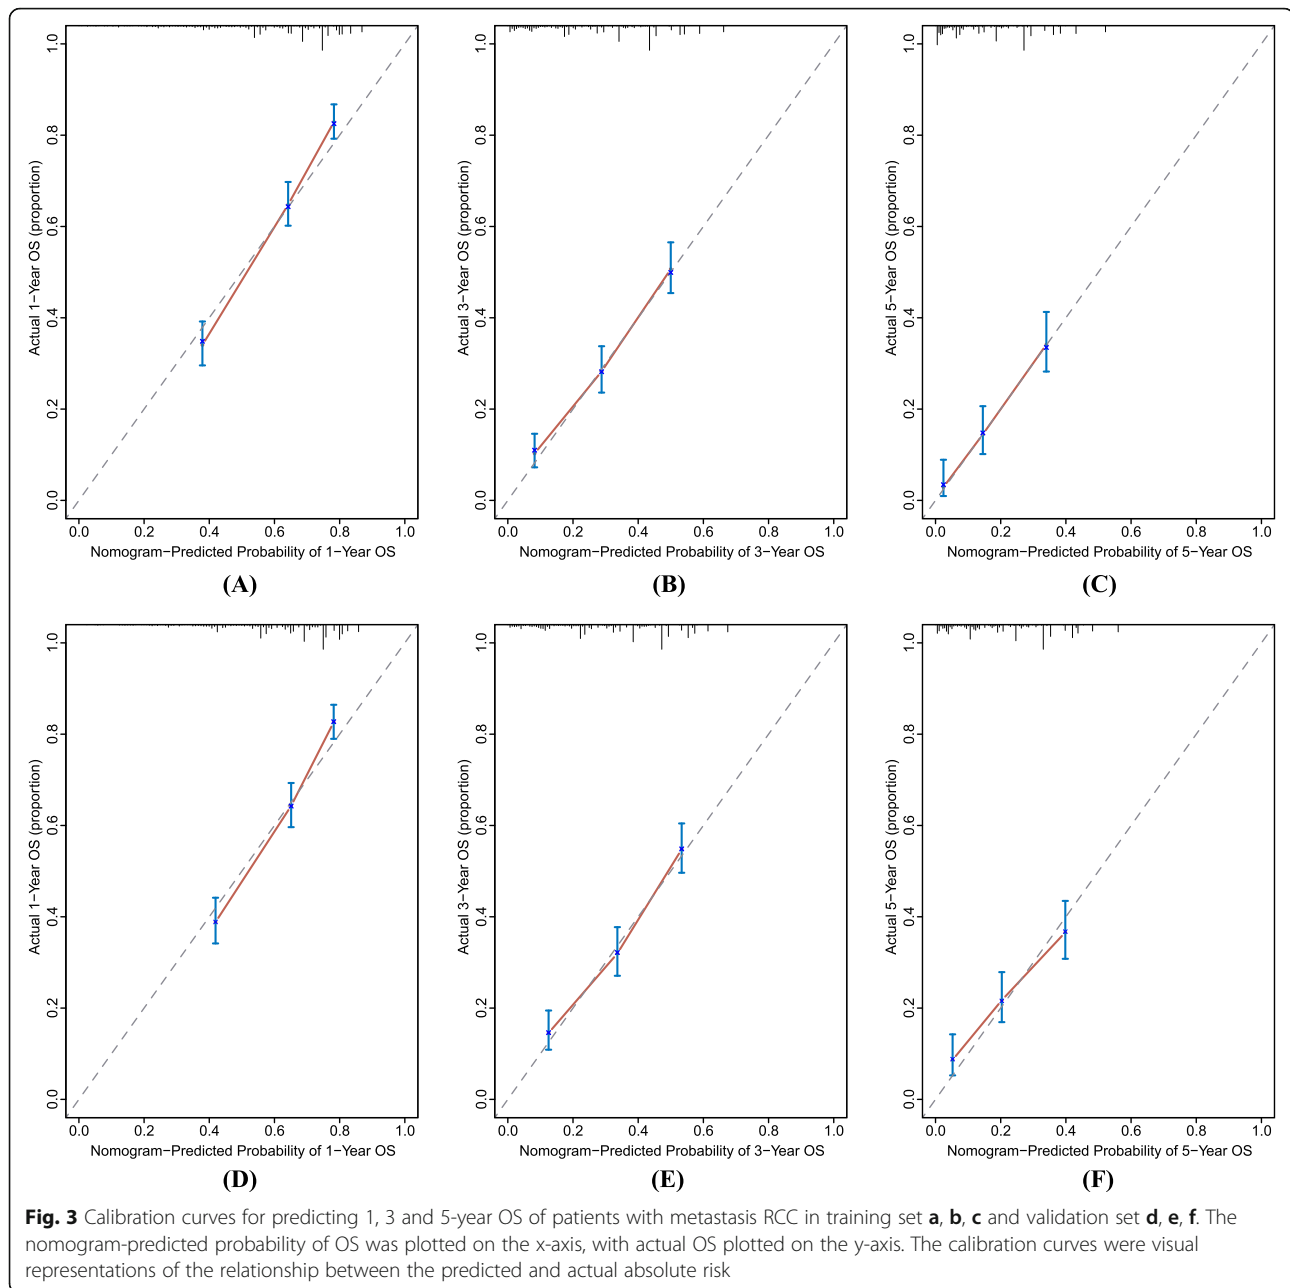 Actual 1−Year OS (proportion)
0.0 0.2 0.4 0.6 0.8 1.0
0.0 0.2 0.4 0.6 0.8 1.0
Nomogram−Predicted Probability of 1−Year OS
(A)
Actual 3−Year OS (proportion)
0.0 0.2 0.4 0.6 0.8 1.0
0.0 0.2 0.4 0.6 0.8 1.0
Nomogram−Predicted Probability of 3−Year OS
(B)
Actual 5−Year OS (proportion)
0.0 0.2 0.4 0.6 0.8 1.0
0.0 0.2 0.4 0.6 0.8 1.0
Nomogram−Predicted Probability of 5−Year OS
(C)
Actual 1−Year OS (proportion)
0.0 0.2 0.4 0.6 0.8 1.0
0.0 0.2 0.4 0.6 0.8 1.0
Nomogram−Predicted Probability of 1−Year OS
(D)
Actual 3−Year OS (proportion)
0.0 0.2 0.4 0.6 0.8 1.0
0.0 0.2 0.4 0.6 0.8 1.0
Nomogram−Predicted Probability of 3−Year OS
(E)
Actual 5−Year OS (proportion)
0.0 0.2 0.4 0.6 0.8 1.0
0.0 0.2 0.4 0.6 0.8 1.0
Nomogram−Predicted Probability of 5−Year OS
(F)
Fig. 3 Calibration curves for predicting 1, 3 and 5-year OS of patients with metastasis RCC in training set a, b, c and validation set d, e, f. The
nomogram-predicted probability of OS was plotted on the x-axis, with actual OS plotted on the y-axis. The calibration curves were visual
representations of the relationship between the predicted and actual absolute risk